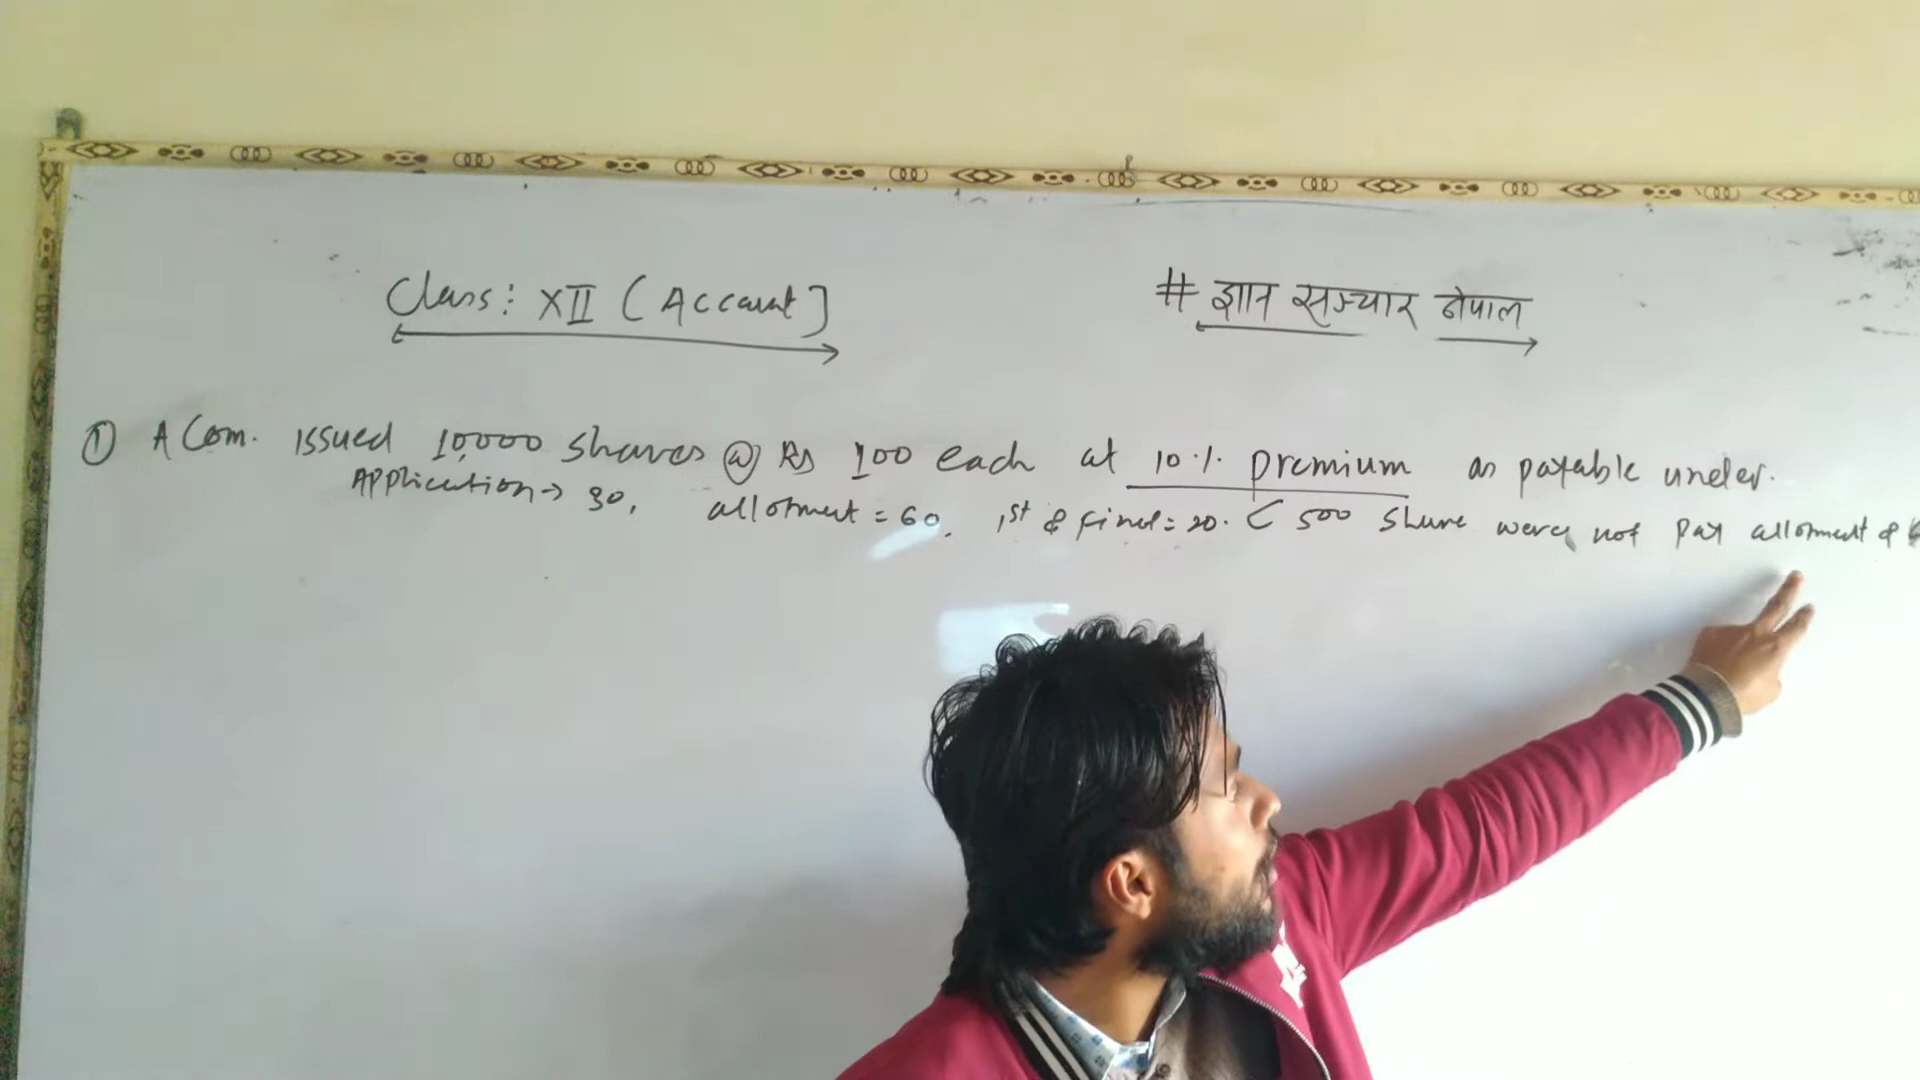 Class: XII (Account]
# ज्ञान सञ्चार नेपाल
① A Com. issued 10,000 shares @ Rs 100 each at 10% premium as payable under.
Application → 30, allotment = 60, 1st & final = 20. ( 500 share were not pay allotment &